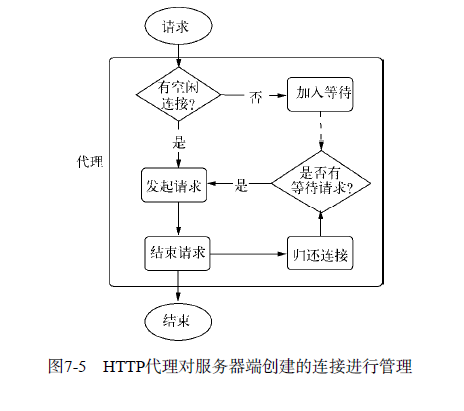 请求
有空闲
连接?
否
加入等待
是
代理
发起请求
是
是否有
等待请求?
结束请求
归还连接
结束
图7-5 HTTP代理对服务器端创建的连接进行管理